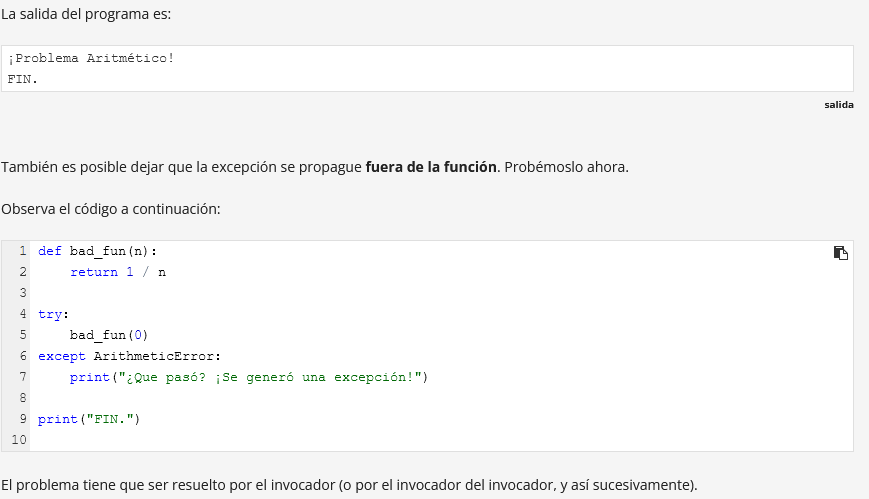 La salida del programa es:
¡Problema Aritmético!
FIN.
salida
También es posible dejar que la excepción se propague fuera de la función. Probémoslo ahora.
Observa el código a continuación:
1 def bad_fun(n):
2     return 1 / n
3
4 try:
5     bad_fun(0)
6 except ArithmeticError:
7     print("¿Que pasó? ¡Se generó una excepción!")
8
9 print("FIN.")
10
El problema tiene que ser resuelto por el invocador (o por el invocador del invocador, y así sucesivamente).